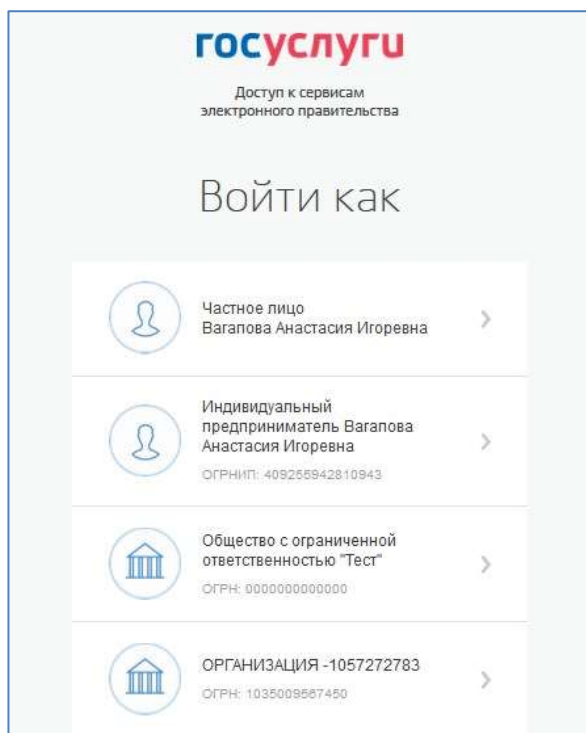 госуслуги
Доступ к сервисам
электронного правительства
Войти как
Частное лицо
Вагапова Анастасия Игоревна
Индивидуальный
предприниматель Вагапова
Анастасия Игоревна
ОГРНИП: 409255942810943
Общество с ограниченной
ответственностью "Тест"
ОГРН: 0000000000000
ОРГАНИЗАЦИЯ -1057272783
ОГРН: 1035009567450